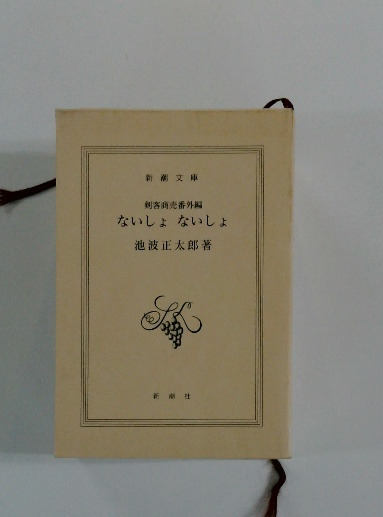 新潮文庫
剣客商売番外編
ないしょ ないしょ
池波正太郎著
新潮社